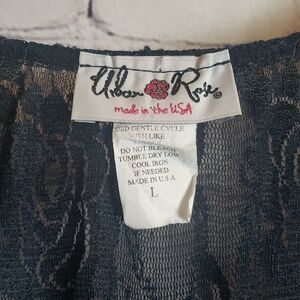 Urban Rose®
made in the USA
ED GENTLE CYCLE
WITH LIKE
DO NOT BLEACH
TUMBLE DRY LOW
COOL IRON
IF NEEDED
MADE IN U.S.A.
L